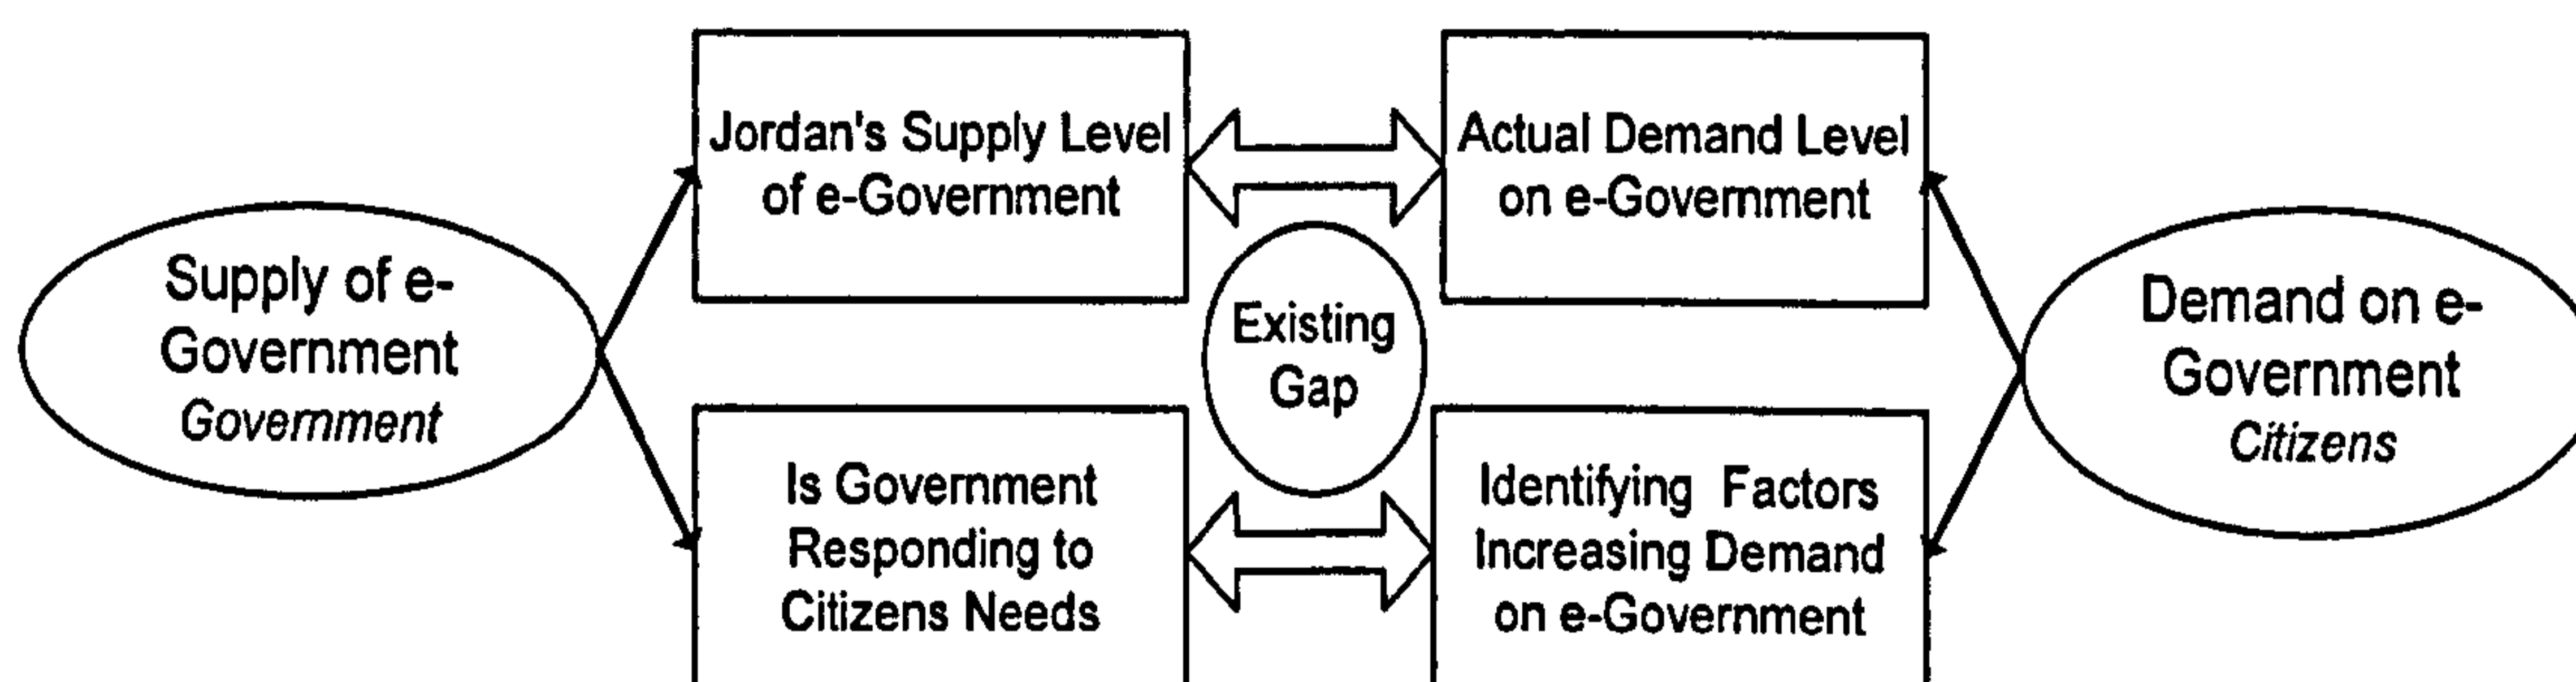 Supply of e-
Government
Government
Jordan's Supply Level
of e-Government
Is Government
Responding to
Citizens Needs
Existing
Gap
Actual Demand Level
on e-Government
Identifying Factors
Increasing Demand
on e-Government
Demand on e-
Government
Citizens